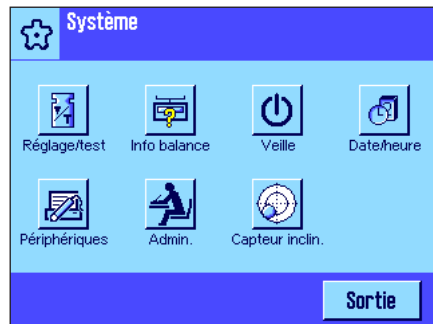 Système
Réglage/test Info balance Veille Date/heure
Périphériques Admin. Capteur inclin.
Sortie